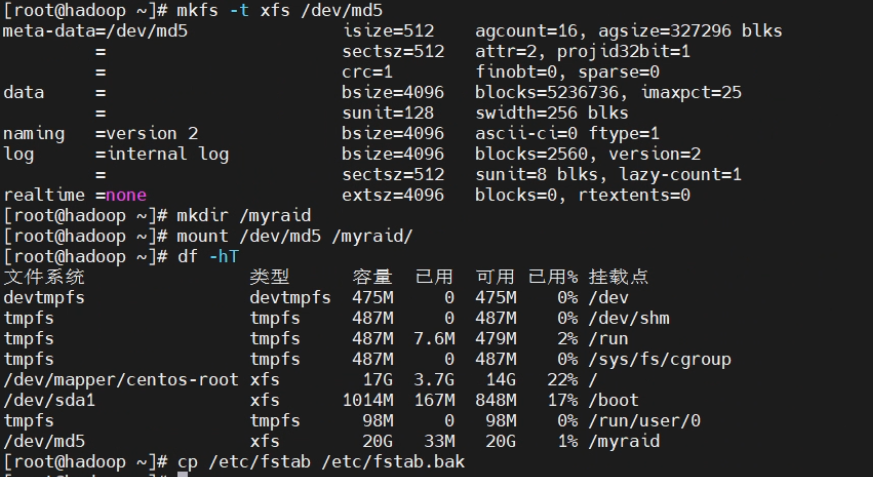 [root@hadoop ~]# mkfs -t xfs /dev/md5
meta-data=/dev/md5               isize=512    agcount=16, agsize=327296 blks
         =                       sectsz=512   attr=2, projid32bit=1
         =                       crc=1        finobt=0, sparse=0
data     =                       bsize=4096   blocks=5236736, imaxpct=25
         =                       sunit=128    swidth=256 blks
naming   =version 2              bsize=4096   ascii-ci=0 ftype=1
log      =internal log           bsize=4096   blocks=2560, version=2
         =                       sectsz=512   sunit=8 blks, lazy-count=1
realtime =none                   extsz=4096   blocks=0, rtextents=0
[root@hadoop ~]# mkdir /myraid
[root@hadoop ~]# mount /dev/md5 /myraid/
[root@hadoop ~]# df -hT
文件系统                类型      容量  已用  可用 已用% 挂载点
devtmpfs                devtmpfs  475M     0  475M    0% /dev
tmpfs                   tmpfs     487M     0  487M    0% /dev/shm
tmpfs                   tmpfs     487M  7.6M  479M    2% /run
tmpfs                   tmpfs     487M     0  487M    0% /sys/fs/cgroup
/dev/mapper/centos-root xfs        17G  3.7G   14G   22% /
/dev/sda1               xfs      1014M  167M  848M   17% /boot
tmpfs                   tmpfs      98M     0   98M    0% /run/user/0
/dev/md5                xfs        20G   33M   20G    1% /myraid
[root@hadoop ~]# cp /etc/fstab /etc/fstab.bak